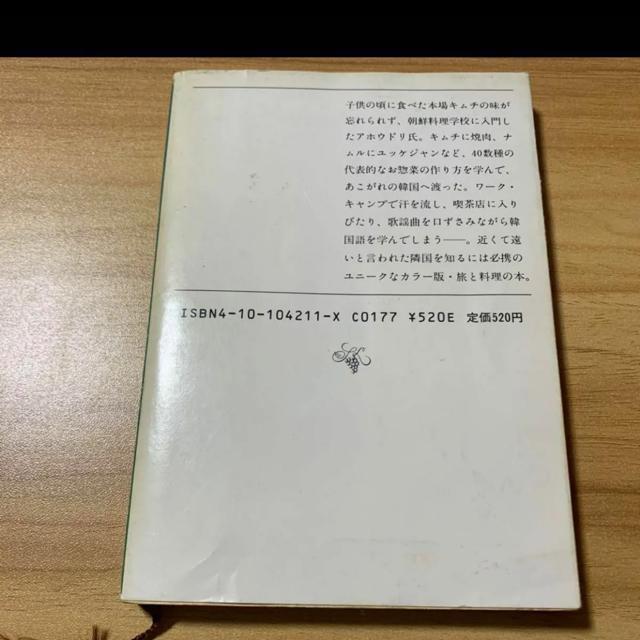 子供の頃に食べた本場キムチの味が
忘れられず、朝鮮料理学校に入門し
たアホウドリ氏。キムチに焼肉、ナ
ムルにユッケジャンなど、40数種の
代表的なお惣菜の作り方を学んで、
あこがれの韓国へ渡った。ワーク・
キャンプで汗を流し、喫茶店に入り
びたり、歌謡曲を口ずさみながら韓
国語を学んでしまう――。近くて遠
いと言われた隣国を知るには必携の
ユニークなカラー版・旅と料理の本。
ISBN4-10-104211-X C0177 ¥520E 定価520円